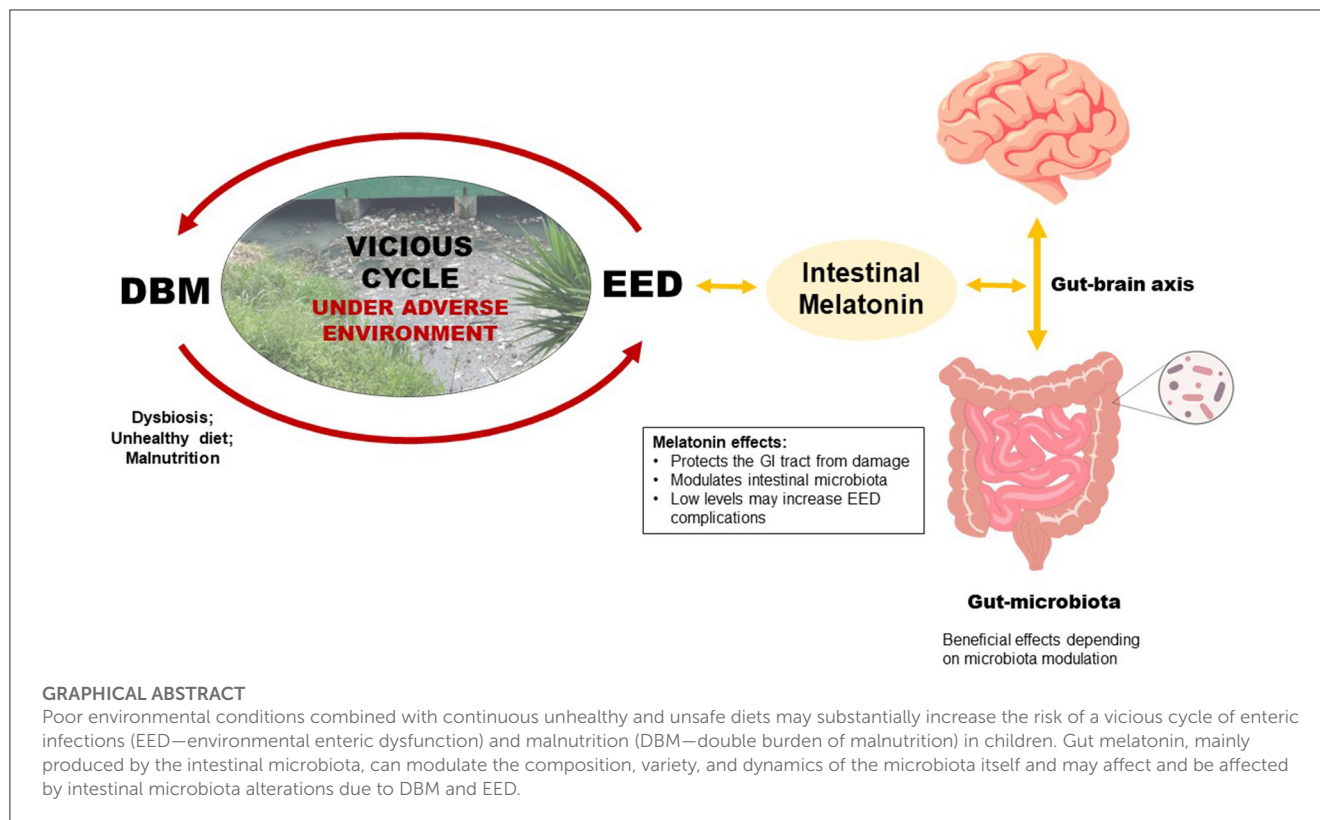 VICIOUS
CYCLE
UNDER ADVERSE
ENVIRONMENT
DBM
EED
Dysbiosis;
Unhealthy diet;
Malnutrition
Intestinal
Melatonin
Gut-brain axis
Melatonin effects:
• Protects the GI tract from damage
• Modulates intestinal microbiota
• Low levels may increase EED
complications
Gut-microbiota
Beneficial effects depending
on microbiota modulation
GRAPHICAL ABSTRACT
Poor environmental conditions combined with continuous unhealthy and unsafe diets may substantially increase the risk of a vicious cycle of enteric
infections (EED—environmental enteric dysfunction) and malnutrition (DBM—double burden of malnutrition) in children. Gut melatonin, mainly
produced by the intestinal microbiota, can modulate the composition, variety, and dynamics of the microbiota itself and may affect and be affected
by intestinal microbiota alterations due to DBM and EED.